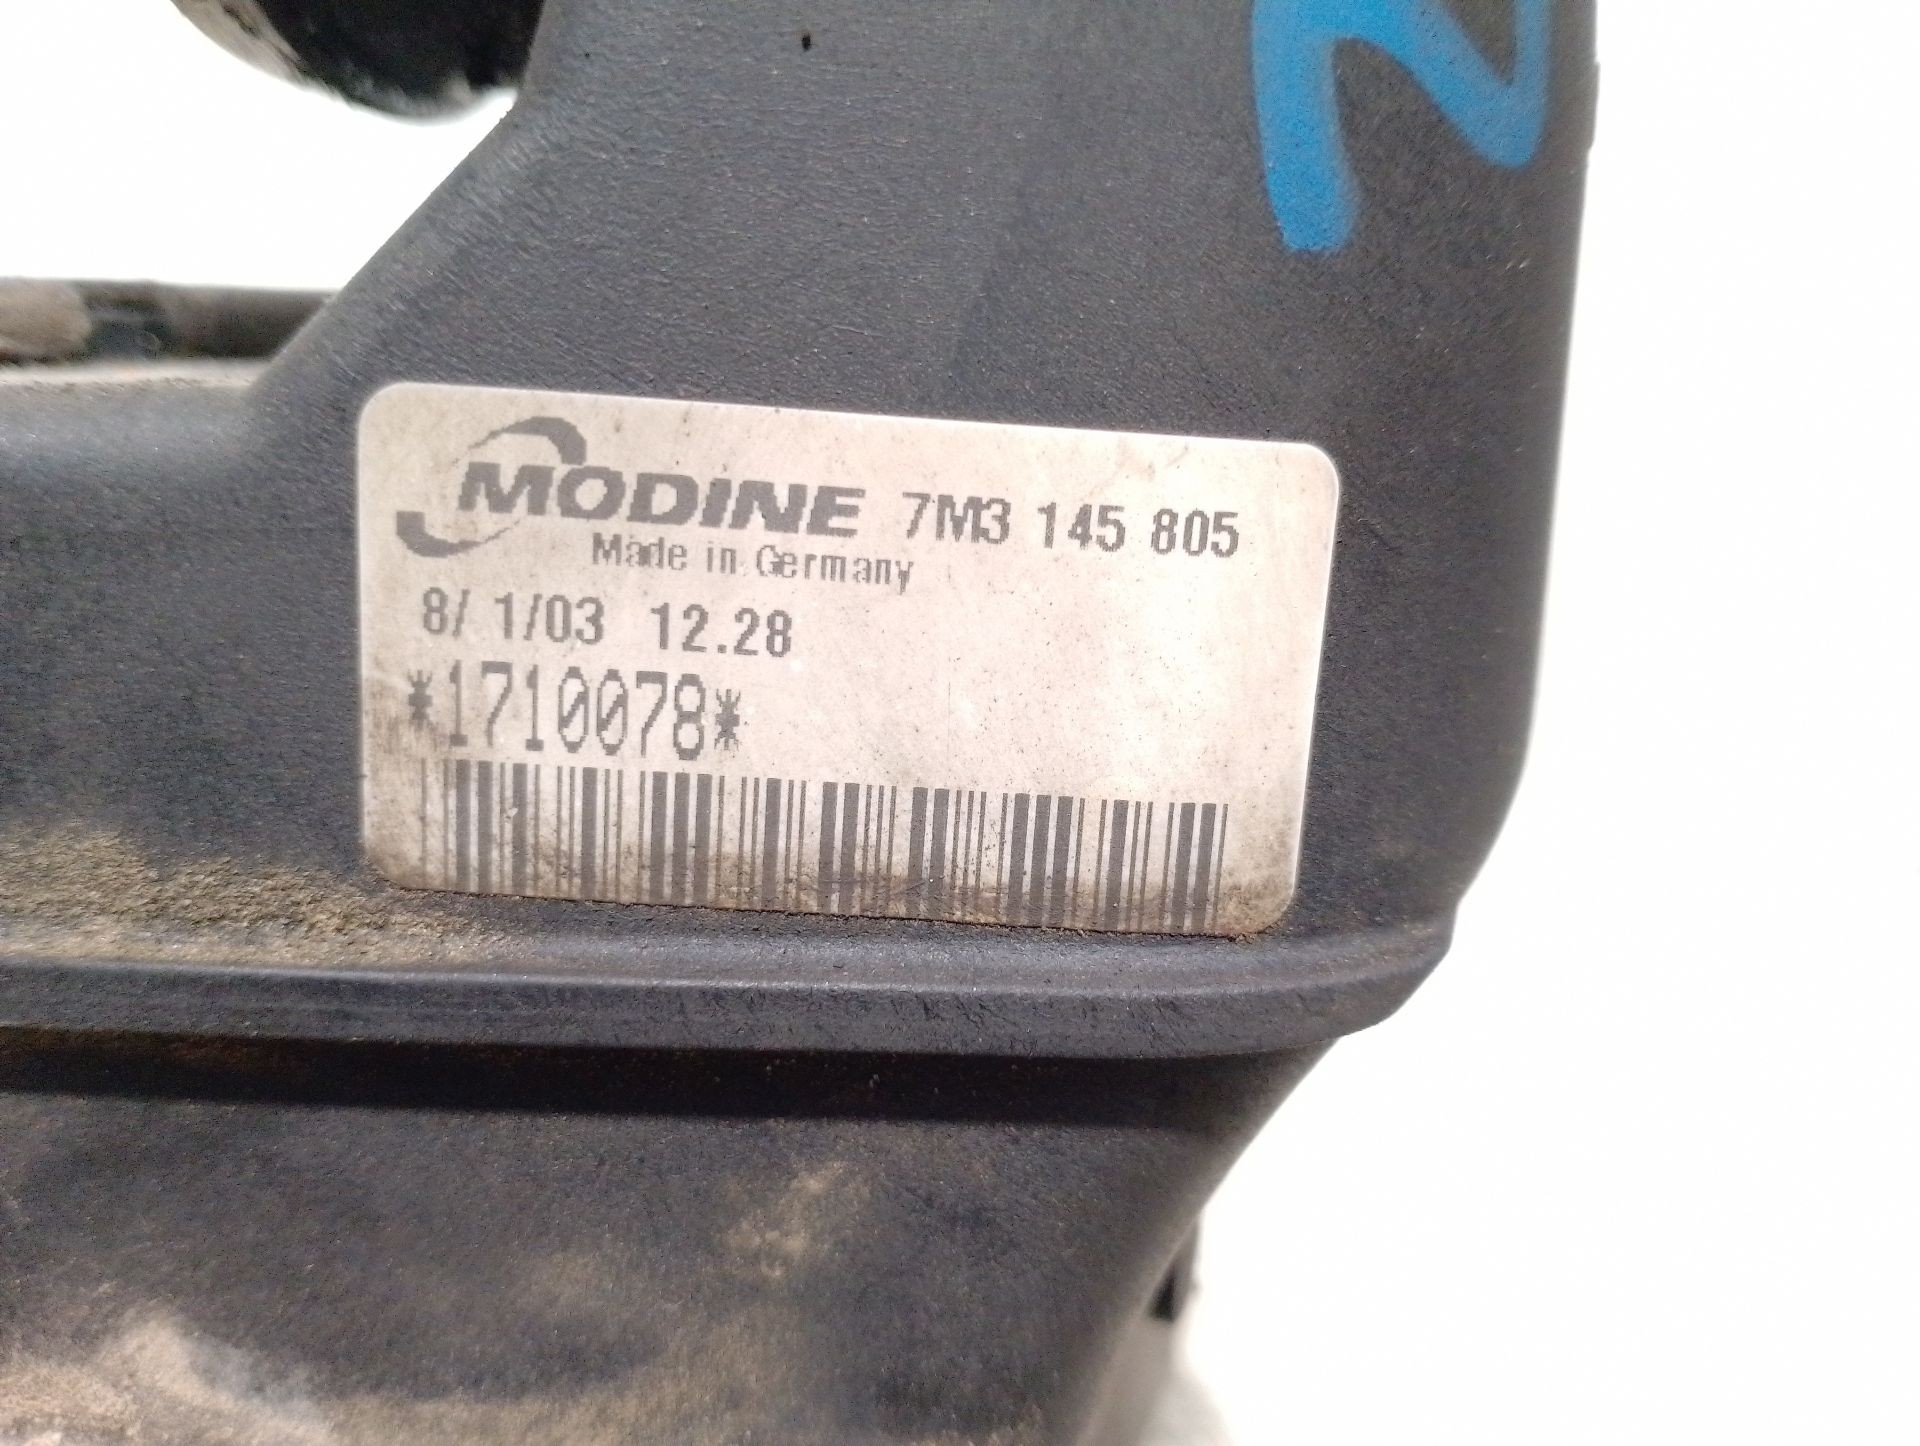 MODINE 7M3 145 805
Made in Germany
8/ 1/03 12.28
*1710078*